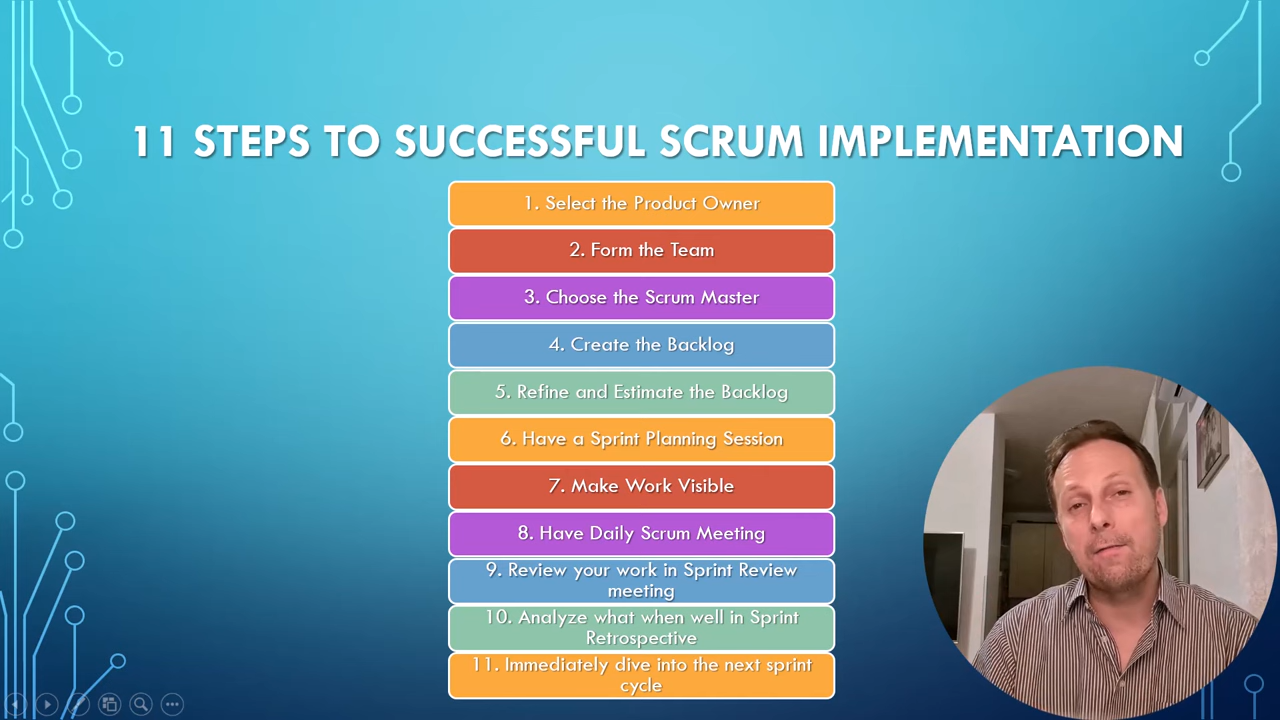 11 STEPS TO SUCCESSFUL SCRUM IMPLEMENTATION
1. Select the Product Owner
2. Form the Team
3. Choose the Scrum Master
4. Create the Backlog
5. Refine and Estimate the Backlog
6. Have a Sprint Planning Session
7. Make Work Visible
8. Have Daily Scrum Meeting
9. Review your work in Sprint Review
meeting
10. Analyze what when well in Sprint
Retrospective
11. Immediately dive into the next sprint
cycle